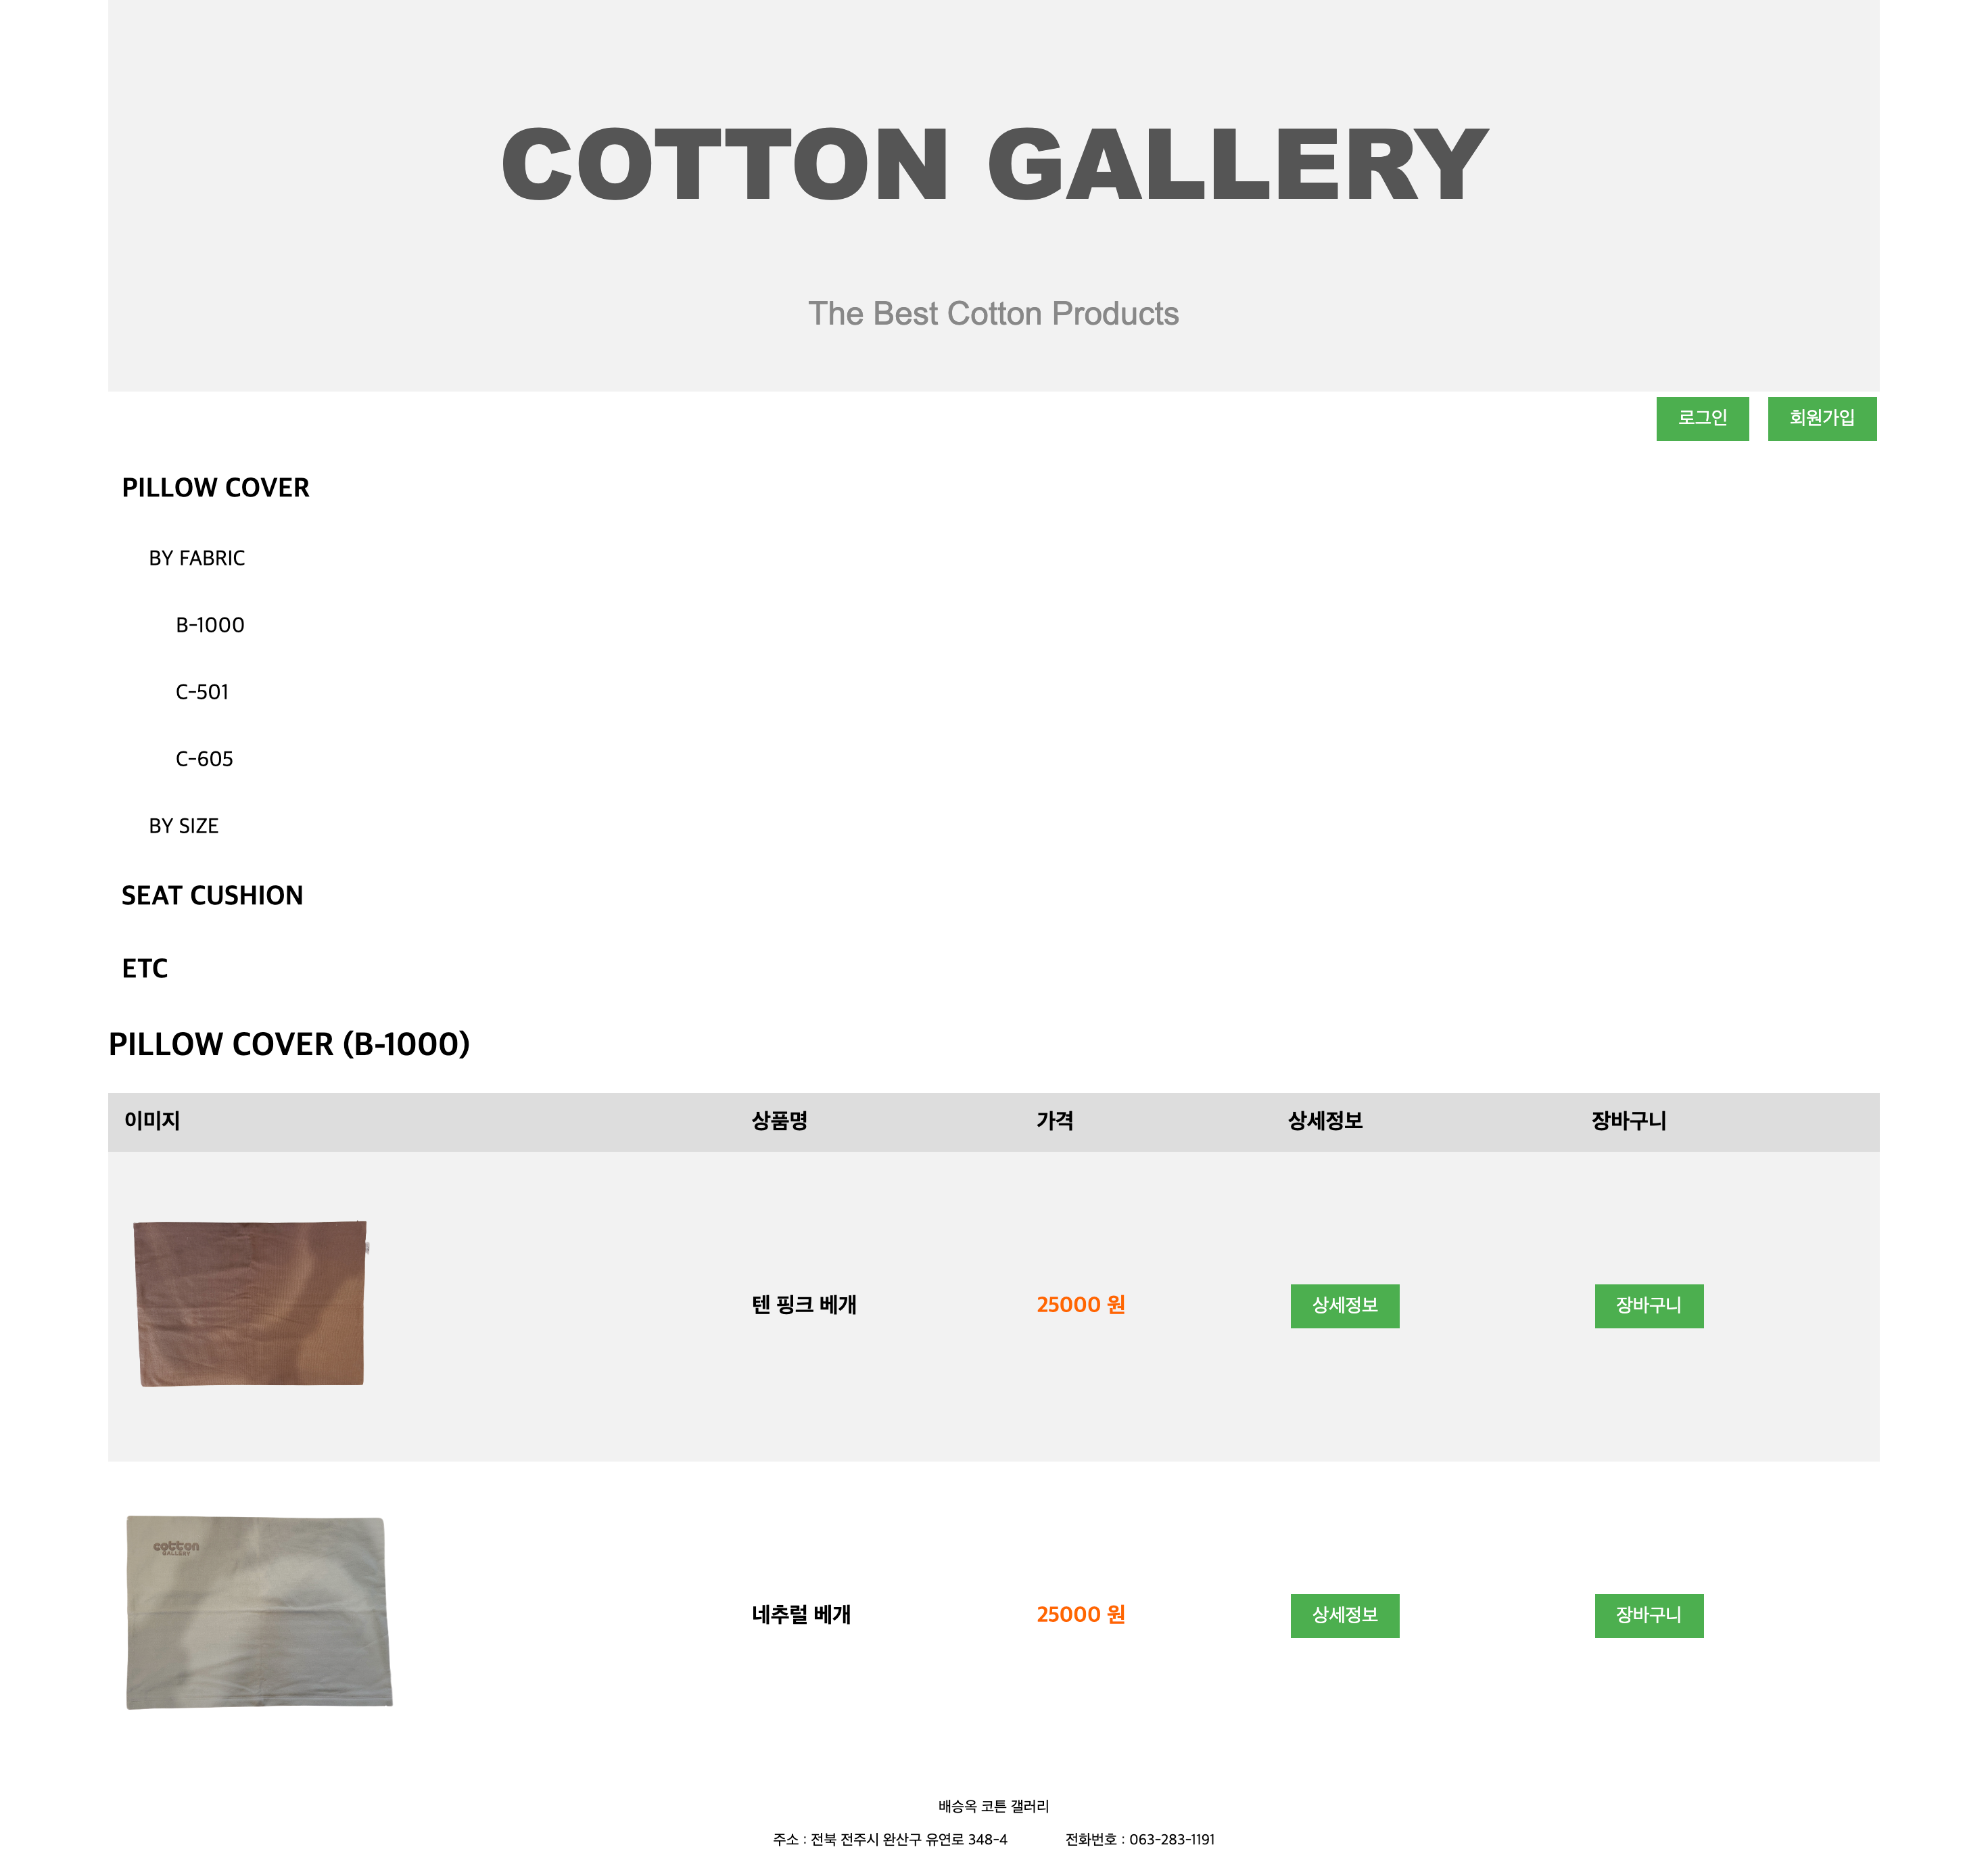 COTTON GALLERY
The Best Cotton Products
로그인 회원가입
PILLOW COVER
BY FABRIC
B-1000
C-501
C-605
BY SIZE
SEAT CUSHION
ETC
PILLOW COVER (B-1000)
이미지 상품명 가격 상세정보 장바구니
텐 핑크 베개 25000 원 상세정보 장바구니
cotton
GALLERY
네추럴 베개 25000 원 상세정보 장바구니
배승옥 코튼 갤러리
주소 : 전북 전주시 완산구 유연로 348-4 전화번호 : 063-283-1191